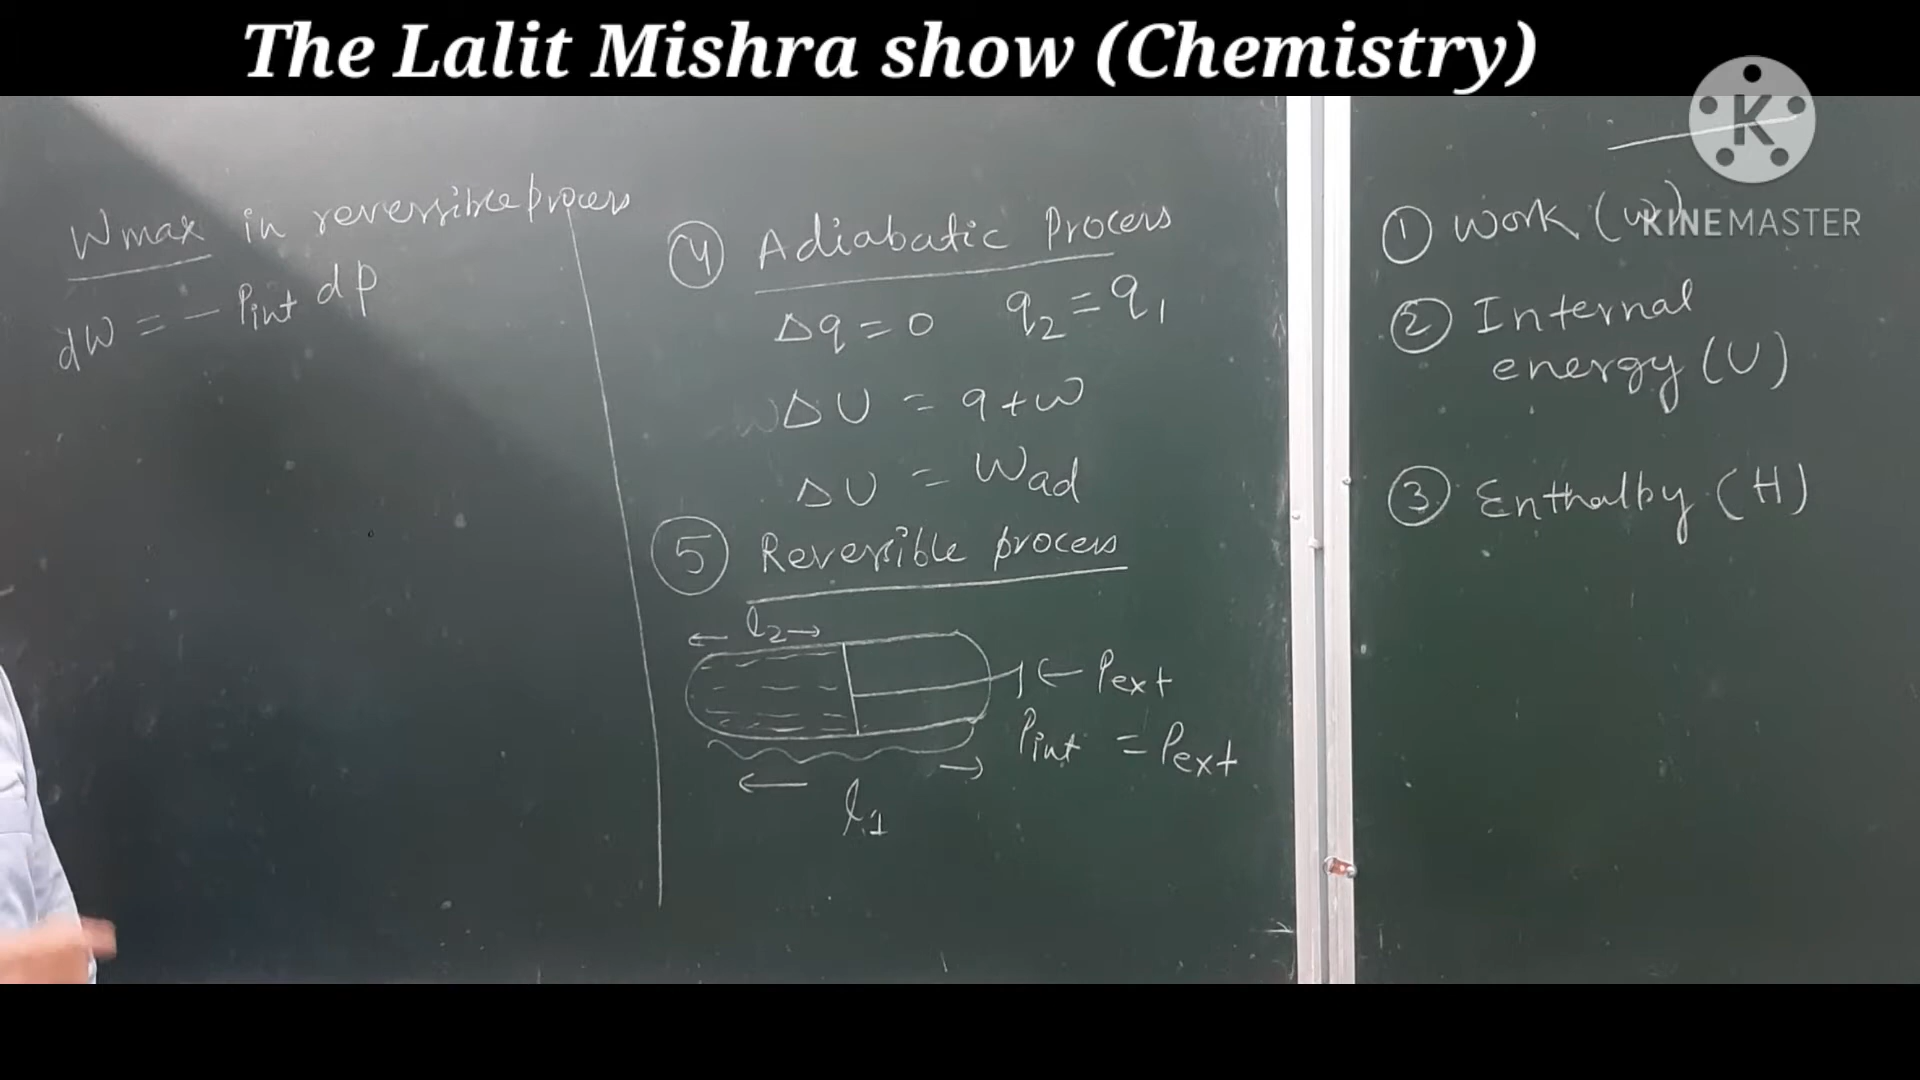 The Lalit Mishra show (Chemistry)
K
KINEMASTER
Wmax in reversible process
dW = - Pint dp
4 Adiabatic Process
Δq = 0 q2 = q1
ΔU = q + w
ΔU = Wad
5 Reversible process
← l2 →
← Pext
Pint = Pext
← →
l1
1 Work (w)
2 Internal
energy (U)
3 Enthalpy (H)